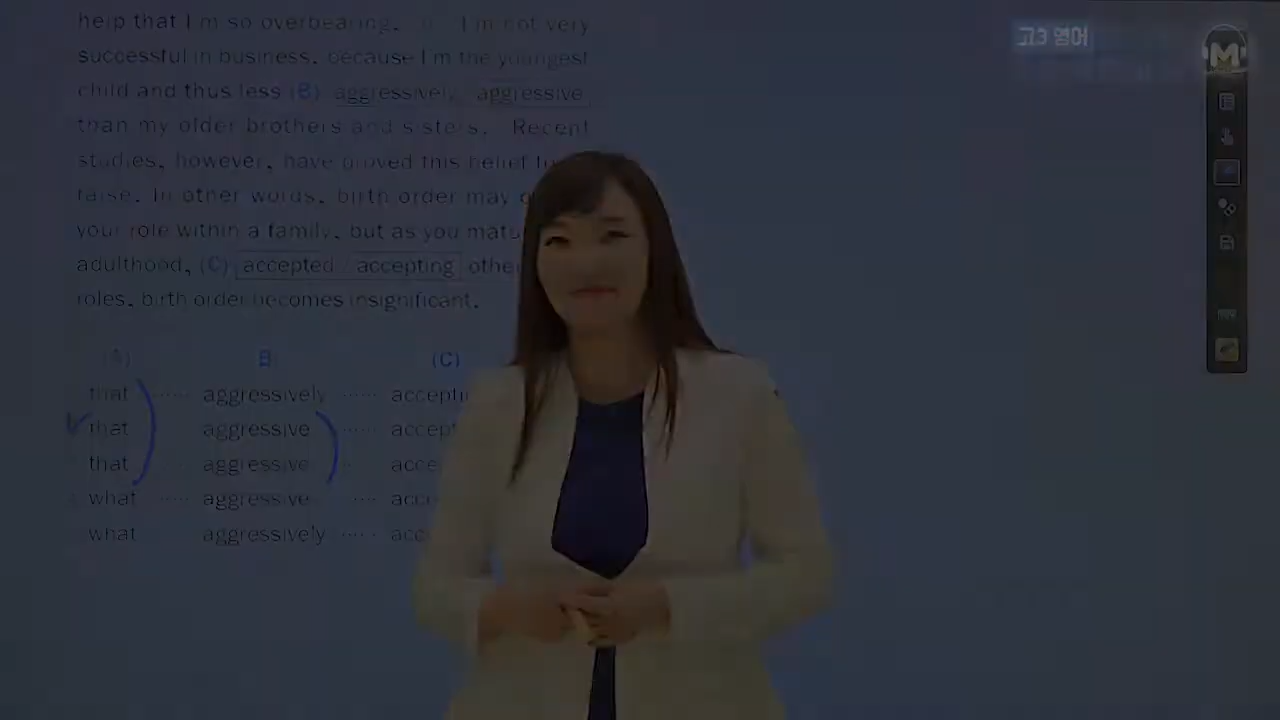 고3 영어
help that I'm so overbearing. I'm not very
successful in business, because I'm the youngest
child and thus less (B) aggressively / aggressive
than my older brothers and sisters. Recent
studies, however, have proved this belief to
false. In other words, birth order may
your role within a family, but as you
adulthood, (C) accepted / accepting
roles, birth order becomes insignificant.
(A) (B) (C)
that ····· aggressively ······
that aggressive ·····
that aggressive
what ····· aggressive ····
what aggressively ·····
M